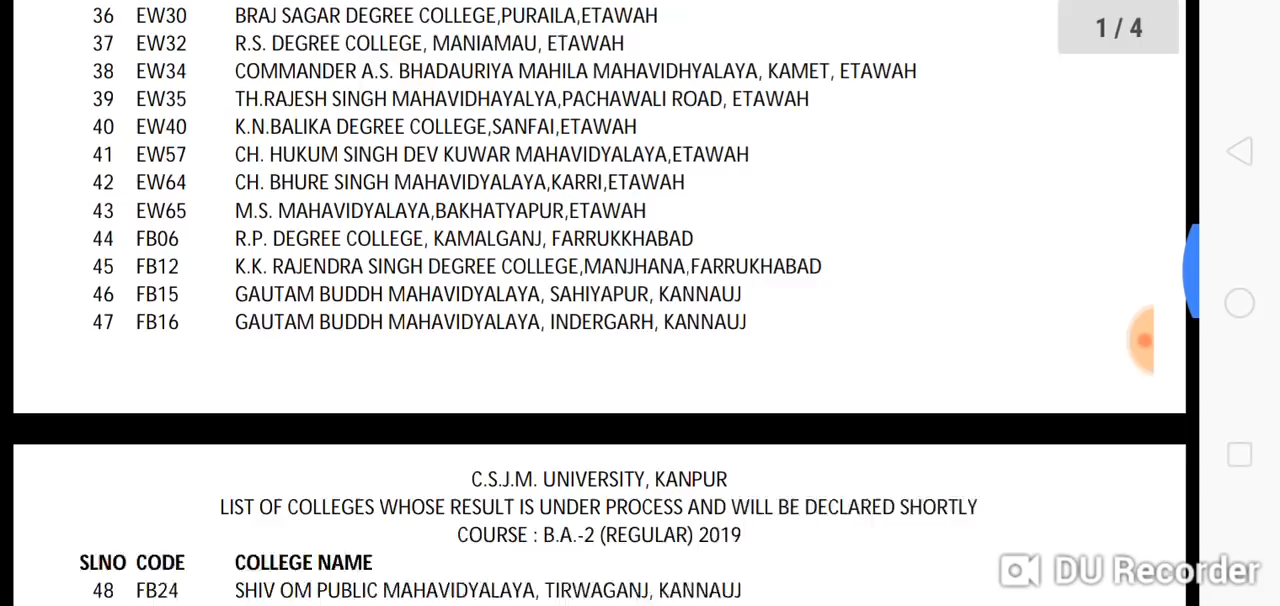 36 EW30 BRAJ SAGAR DEGREE COLLEGE,PURAILA,ETAWAH
1 / 4
37 EW32 R.S. DEGREE COLLEGE, MANIAMAU, ETAWAH
38 EW34 COMMANDER A.S. BHADAURIYA MAHILA MAHAVIDHYALAYA, KAMET, ETAWAH
39 EW35 TH.RAJESH SINGH MAHAVIDHAYALYA,PACHAWALI ROAD, ETAWAH
40 EW40 K.N.BALIKA DEGREE COLLEGE,SANFAI,ETAWAH
41 EW57 CH. HUKUM SINGH DEV KUWAR MAHAVIDYALAYA,ETAWAH
42 EW64 CH. BHURE SINGH MAHAVIDYALAYA,KARRI,ETAWAH
43 EW65 M.S. MAHAVIDYALAYA,BAKHATYAPUR,ETAWAH
44 FB06 R.P. DEGREE COLLEGE, KAMALGANJ, FARRUKKHABAD
45 FB12 K.K. RAJENDRA SINGH DEGREE COLLEGE,MANJHANA,FARRUKHABAD
46 FB15 GAUTAM BUDDH MAHAVIDYALAYA, SAHIYAPUR, KANNAUJ
47 FB16 GAUTAM BUDDH MAHAVIDYALAYA, INDERGARH, KANNAUJ
C.S.J.M. UNIVERSITY, KANPUR
LIST OF COLLEGES WHOSE RESULT IS UNDER PROCESS AND WILL BE DECLARED SHORTLY
COURSE : B.A.-2 (REGULAR) 2019
SLNO CODE COLLEGE NAME
48 FB24 SHIV OM PUBLIC MAHAVIDYALAYA, TIRWAGANJ, KANNAUJ
DU Recorder